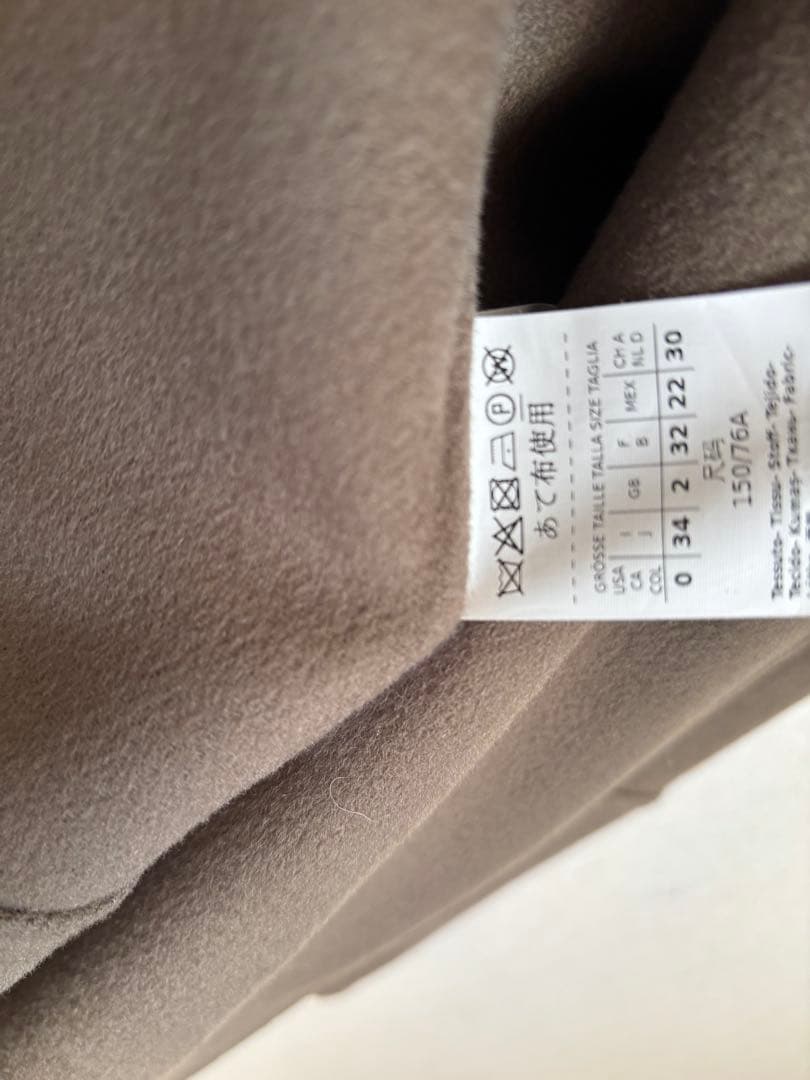 P W
あて布使用
GRÖSSE TAILLE TALLA SIZE TAGLIA
USA I GB F MEX CH A
CA J B NL D
COL
0 34 2 32 22 30
尺码
150/76A
Tessuto- Tissu- Stoff- Tejido-
Tecido- Kumaş- Ткань- Fabric-